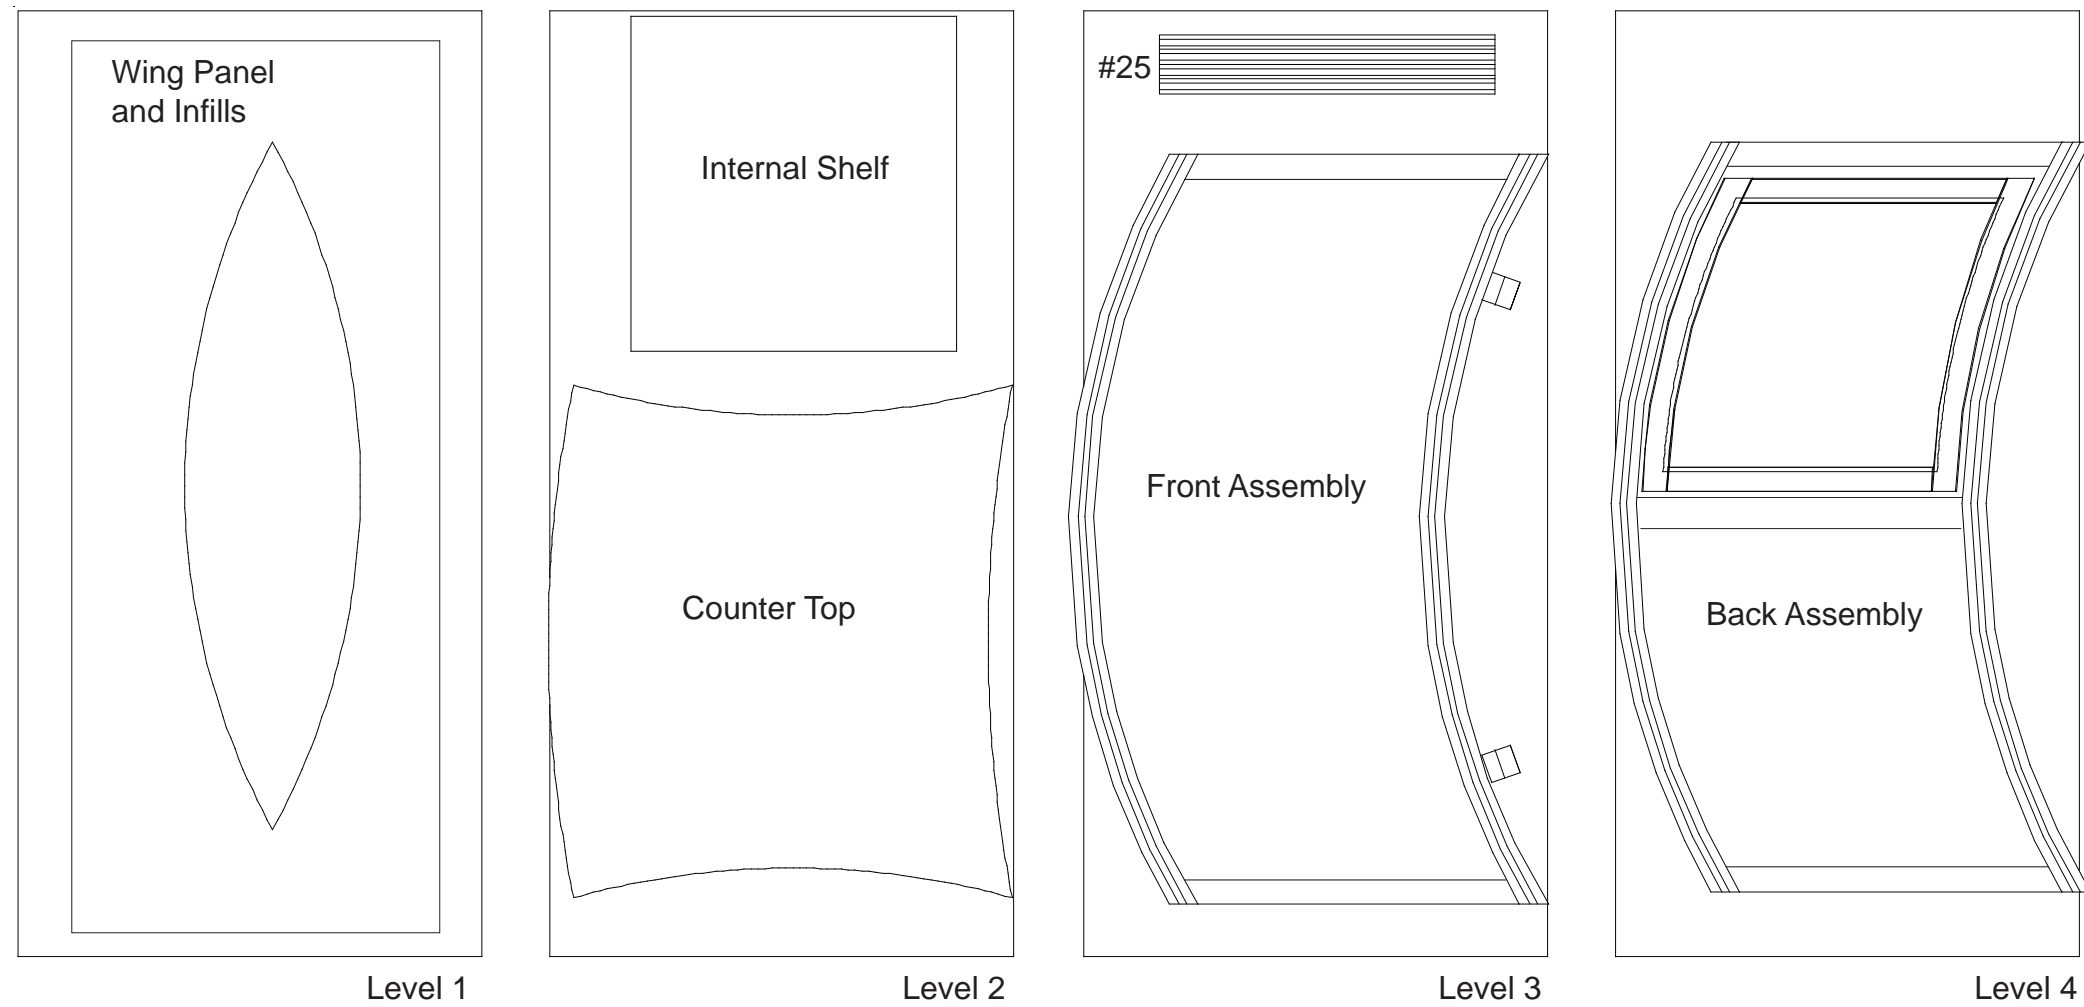 Wing Panel
and Infills
Level 1
Internal Shelf
Counter Top
Level 2
#25
Front Assembly
Level 3
Back Assembly
Level 4